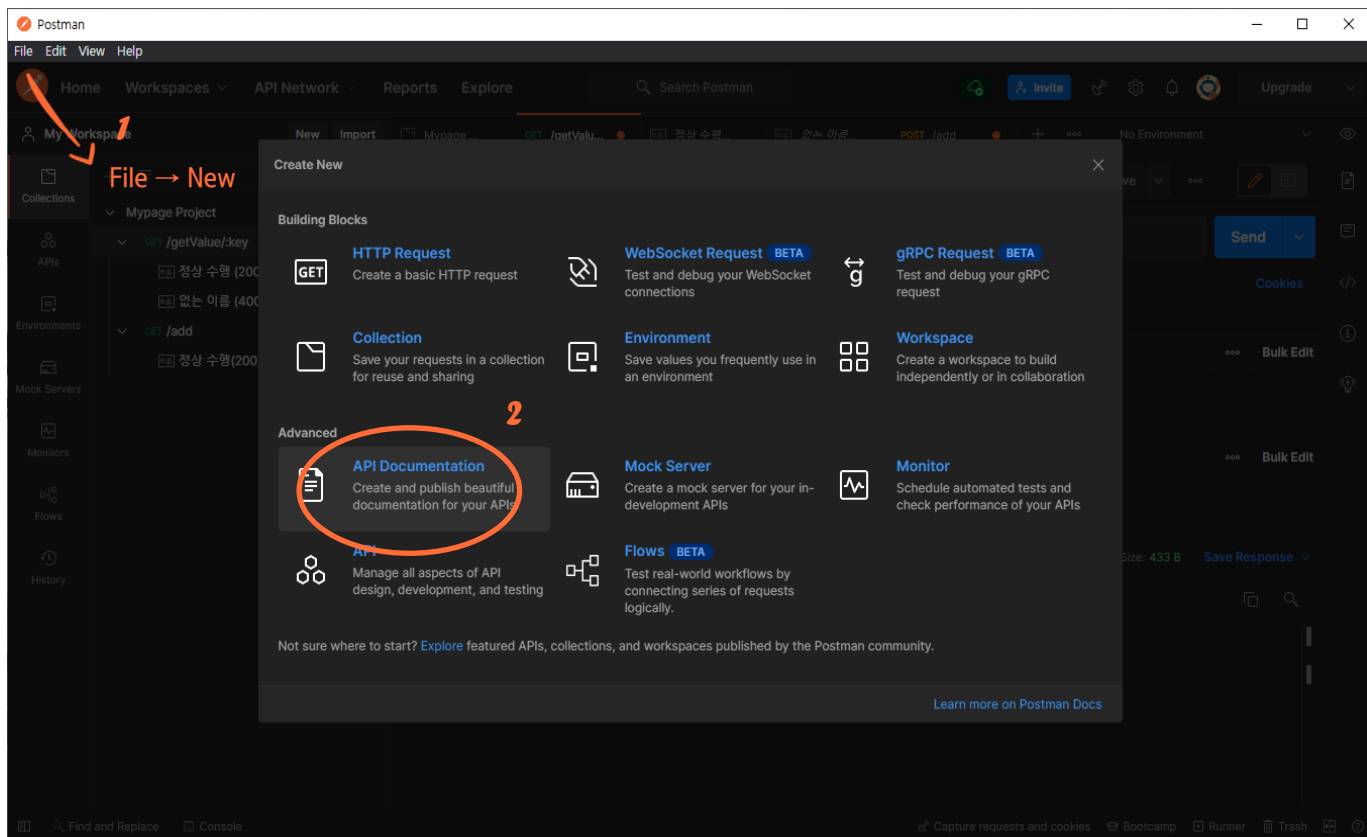 Postman
File Edit View Help
Home Workspaces API Network Reports Explore Search Postman Invite Upgrade
My Workspace New Import Mypage ... GET /getValu... 정상 수행... 없는 이름... POST /add No Environment
1
File → New
Collections
APIs
Environments
Mock Servers
Monitors
Flows
History
Mypage Project
GET /getValue/:key
정상 수행 (200
없는 이름 (400
GET /add
정상 수행(200
Create New
Building Blocks
HTTP Request
Create a basic HTTP request
GET
WebSocket Request BETA
Test and debug your WebSocket
connections
gRPC Request BETA
Test and debug your gRPC
request
g
Collection
Save your requests in a collection
for reuse and sharing
Environment
Save values you frequently use in
an environment
Workspace
Create a workspace to build
independently or in collaboration
2
Advanced
API Documentation
Create and publish beautiful
documentation for your APIs
Mock Server
Create a mock server for your in-
development APIs
Monitor
Schedule automated tests and
check performance of your APIs
API
Manage all aspects of API
design, development, and testing
Flows BETA
Test real-world workflows by
connecting series of requests
logically.
Not sure where to start? Explore featured APIs, collections, and workspaces published by the Postman community.
Learn more on Postman Docs
ve
Send
Cookies
Bulk Edit
Bulk Edit
Size: 433 B Save Response
Find and Replace Console Capture requests and cookies Bootcamp Runner Trash